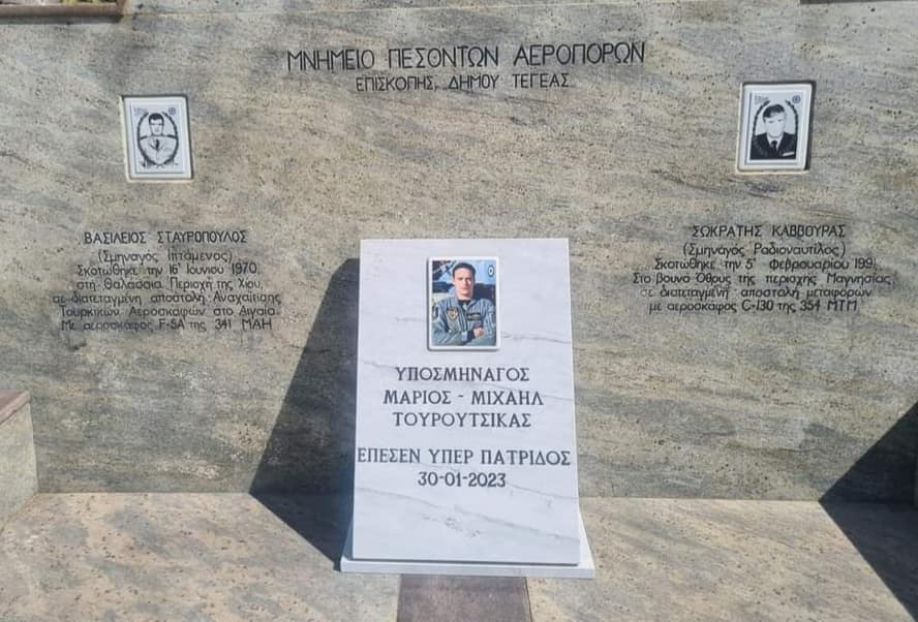 ΜΝΗΜΕΙΟ ΠΕΣΟΝΤΩΝ ΑΕΡΟΠΟΡΩΝ
ΕΠΙΣΚΟΠΗΣ, ΔΗΜΟΥ ΤΕΓΕΑΣ
ΒΑΣΙΛΕΙΟΣ ΣΤΑΥΡΟΠΟΥΛΟΣ
(Σμηναγός Ιπτάμενος)
Σκοτώθηκε την 16η Ιουνίου 1970
στη Θαλάσσια Περιοχή της Χίου,
σε διατεταγμένη αποστολή Αναχαίτισης
Τουρκικών Αεροσκαφών στο Αιγαίο
Με αεροσκάφος F-5A της 341 ΜΑΗ
ΥΠΟΣΜΗΝΑΓΟΣ
ΜΑΡΙΟΣ - ΜΙΧΑΗΛ
ΤΟΥΡΟΥΤΣΙΚΑΣ
ΕΠΕΣΕΝ ΥΠΕΡ ΠΑΤΡΙΔΟΣ
30-01-2023
ΣΩΚΡΑΤΗΣ ΚΑΒΒΟΥΡΑΣ
(Σμηναγός Ραδιοναυτίλος)
Σκοτώθηκε την 5η Φεβρουαρίου 1991
Στο βουνό Όθρυς της περιοχής Μαγνησίας
σε διατεταγμένη αποστολή μεταφορών
με αεροσκάφος C-130 της 354 ΜΤΜ